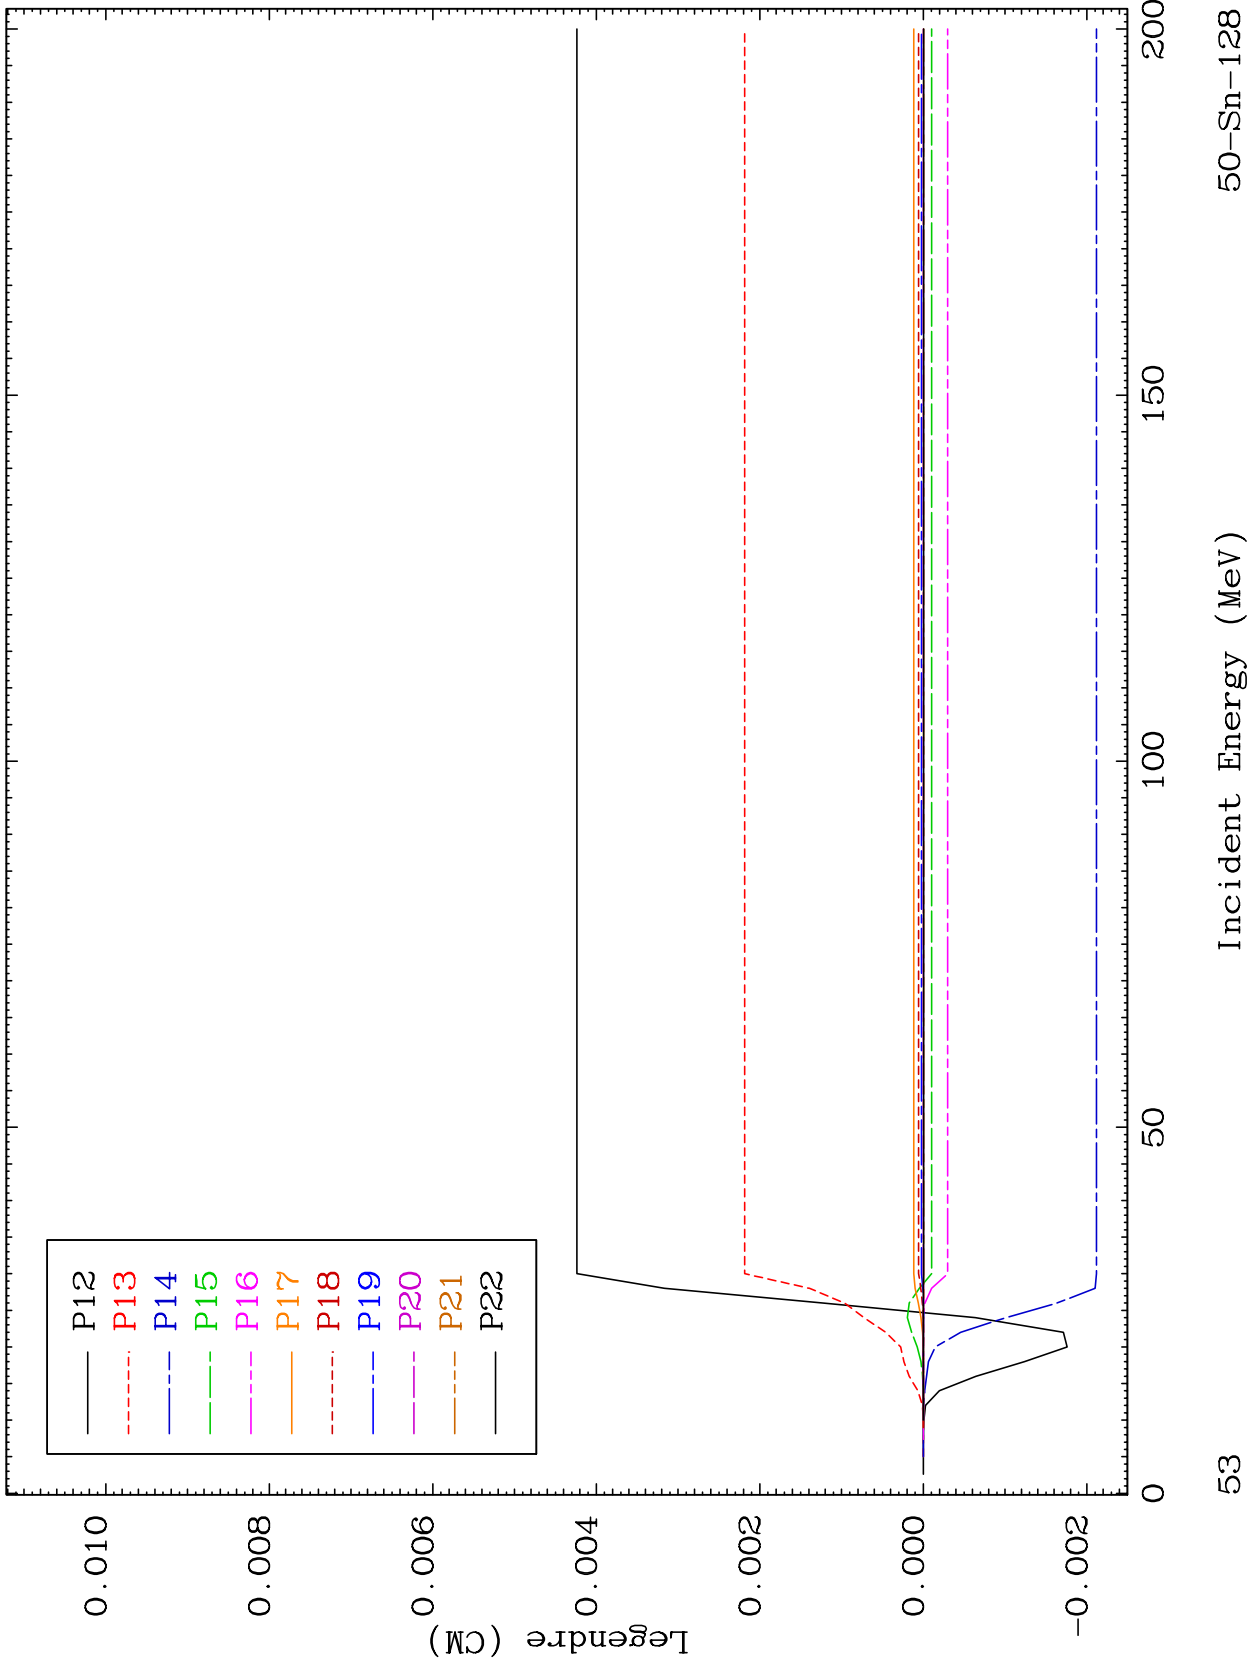 P12
P13
P14
P15
P16
P17
P18
P19
P20
P21
P22
Legendre (CM)
0.010
0.008
0.006
0.004
0.002
0.000
-0.002
0
50
100
150
200
53
Incident Energy (MeV)
50-Sn-128